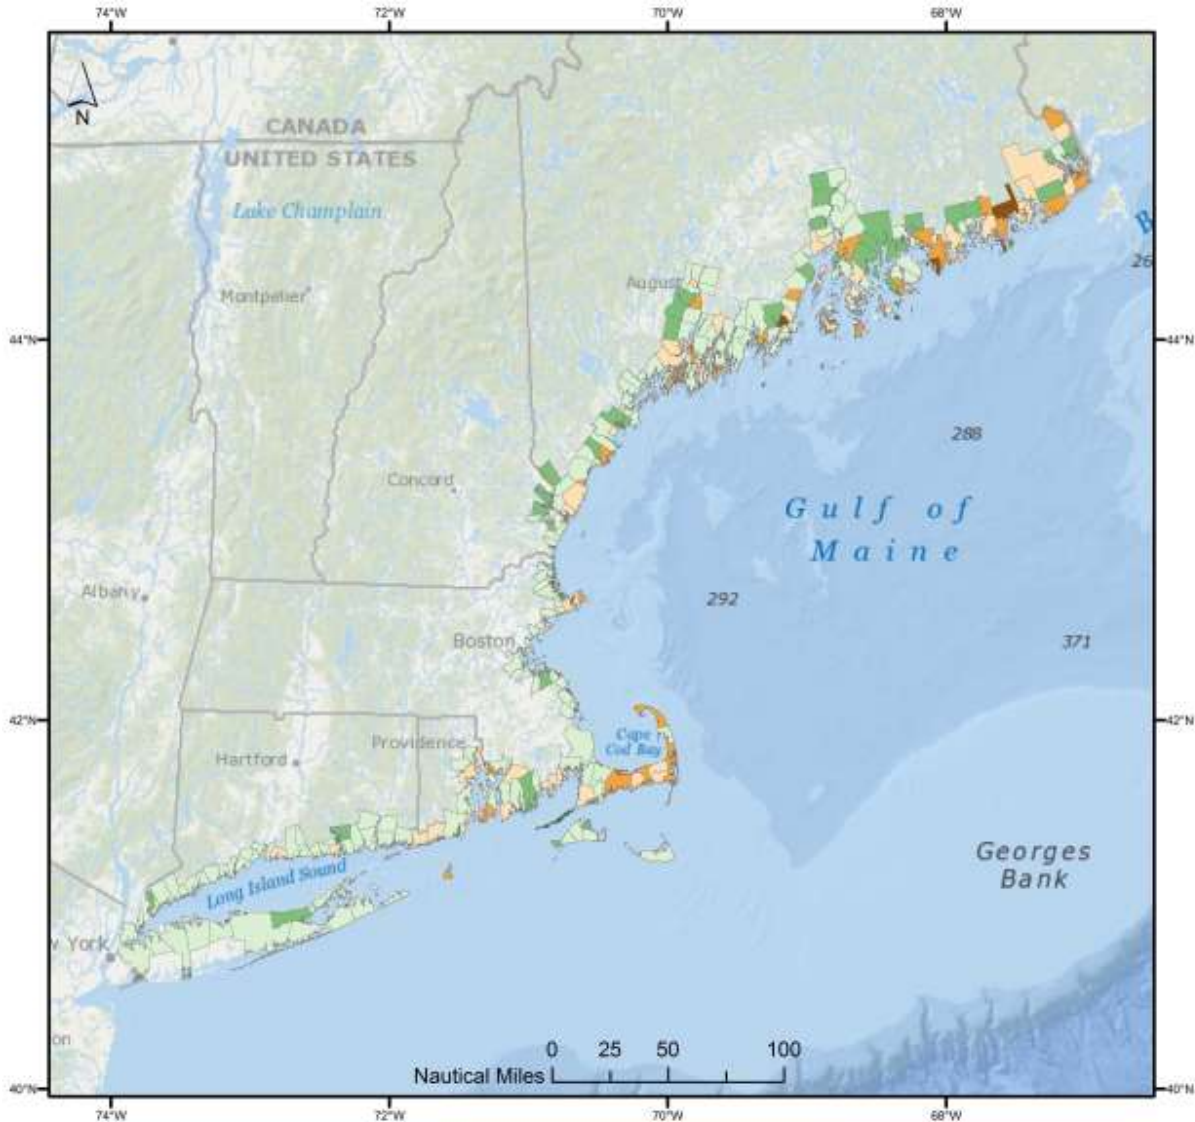 74°W 72°W 70°W 68°W
N
CANADA
UNITED STATES
Lake Champlain
B
26
Montpelier
August
44°N 44°N
288
Concord
Gulf of
Maine
292
Albany
Boston
371
42°N 42°N
Cape
Cod Bay
Providence
Hartford
Georges
Bank
Long Island Sound
w York
on
0 25 50 100
Nautical Miles
40°N 40°N
74°W 72°W 70°W 68°W